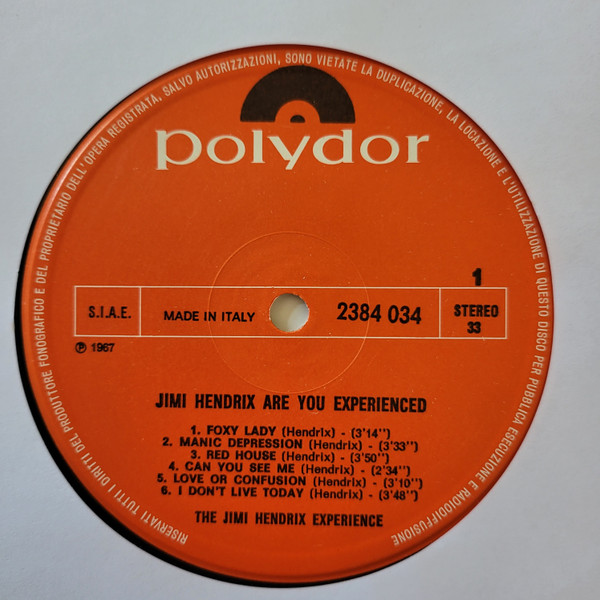 RISERVATI TUTTI I DIRITTI DEL PRODUTTORE FONOGRAFICO E DEL PROPRIETARIO DELL'OPERA REGISTRATA. SALVO AUTORIZZAZIONI, SONO VIETATE LA DUPLICAZIONE, LA LOCAZIONE E L'UTILIZZAZIONE DI QUESTO DISCO PER PUBBLICA ESECUZIONE E RADIODIFFUSIONE
polydor
1
S.I.A.E. MADE IN ITALY 2384 034 STEREO
33
℗ 1967
JIMI HENDRIX ARE YOU EXPERIENCED
1. FOXY LADY (Hendrix) - (3'14")
2. MANIC DEPRESSION (Hendrix) - (3'33")
3. RED HOUSE (Hendrix) - (3'50")
4. CAN YOU SEE ME (Hendrix) - (2'34")
5. LOVE OR CONFUSION (Hendrix) - (3'10")
6. I DON'T LIVE TODAY (Hendrix) - (3'48")
THE JIMI HENDRIX EXPERIENCE